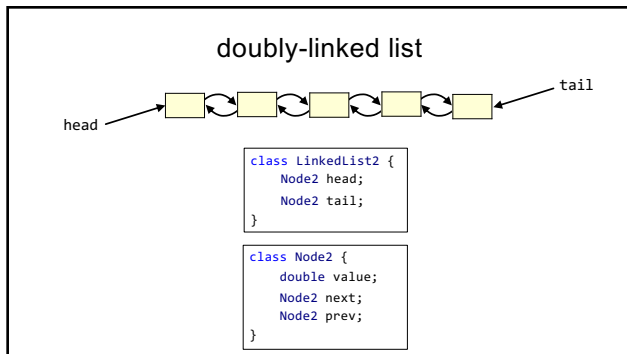 doubly-linked list
tail
head
class LinkedList2 {
    Node2 head;
    Node2 tail;
}
class Node2 {
    double value;
    Node2 next;
    Node2 prev;
}